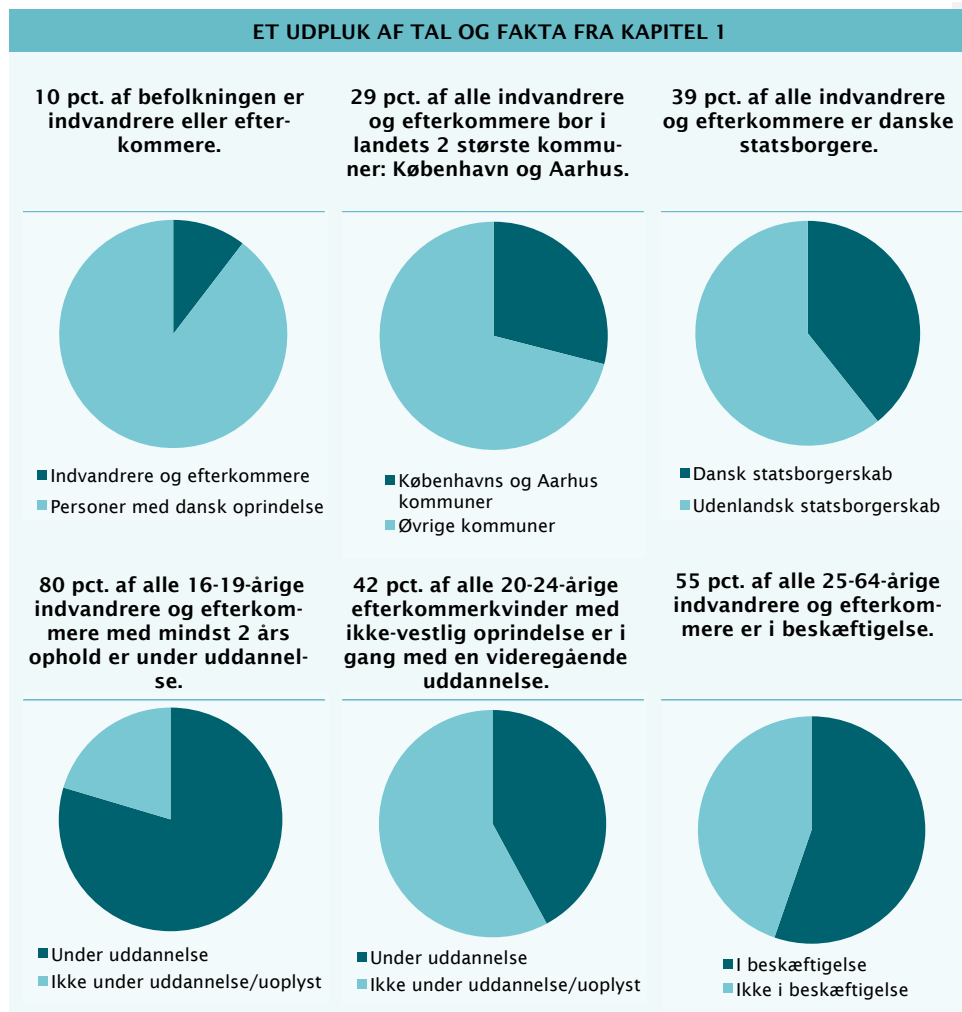 ET UDPLUK AF TAL OG FAKTA FRA KAPITEL 1
10 pct. af befolkningen er
indvandrere eller efter-
kommere.
29 pct. af alle indvandrere
og efterkommere bor i
landets 2 største kommu-
ner: København og Aarhus.
39 pct. af alle indvandrere
og efterkommere er danske
statsborgere.
Indvandrere og efterkommere
Personer med dansk oprindelse
Københavns og Aarhus
kommuner
Øvrige kommuner
Dansk statsborgerskab
Udenlandsk statsborgerskab
80 pct. af alle 16-19-årige
indvandrere og efterkom-
mere med mindst 2 års
ophold er under uddannel-
se.
42 pct. af alle 20-24-årige
efterkommerkvinder med
ikke-vestlig oprindelse er i
gang med en videregående
uddannelse.
55 pct. af alle 25-64-årige
indvandrere og efterkom-
mere er i beskæftigelse.
Under uddannelse
Ikke under uddannelse/uoplyst
Under uddannelse
Ikke under uddannelse/uoplyst
I beskæftigelse
Ikke i beskæftigelse